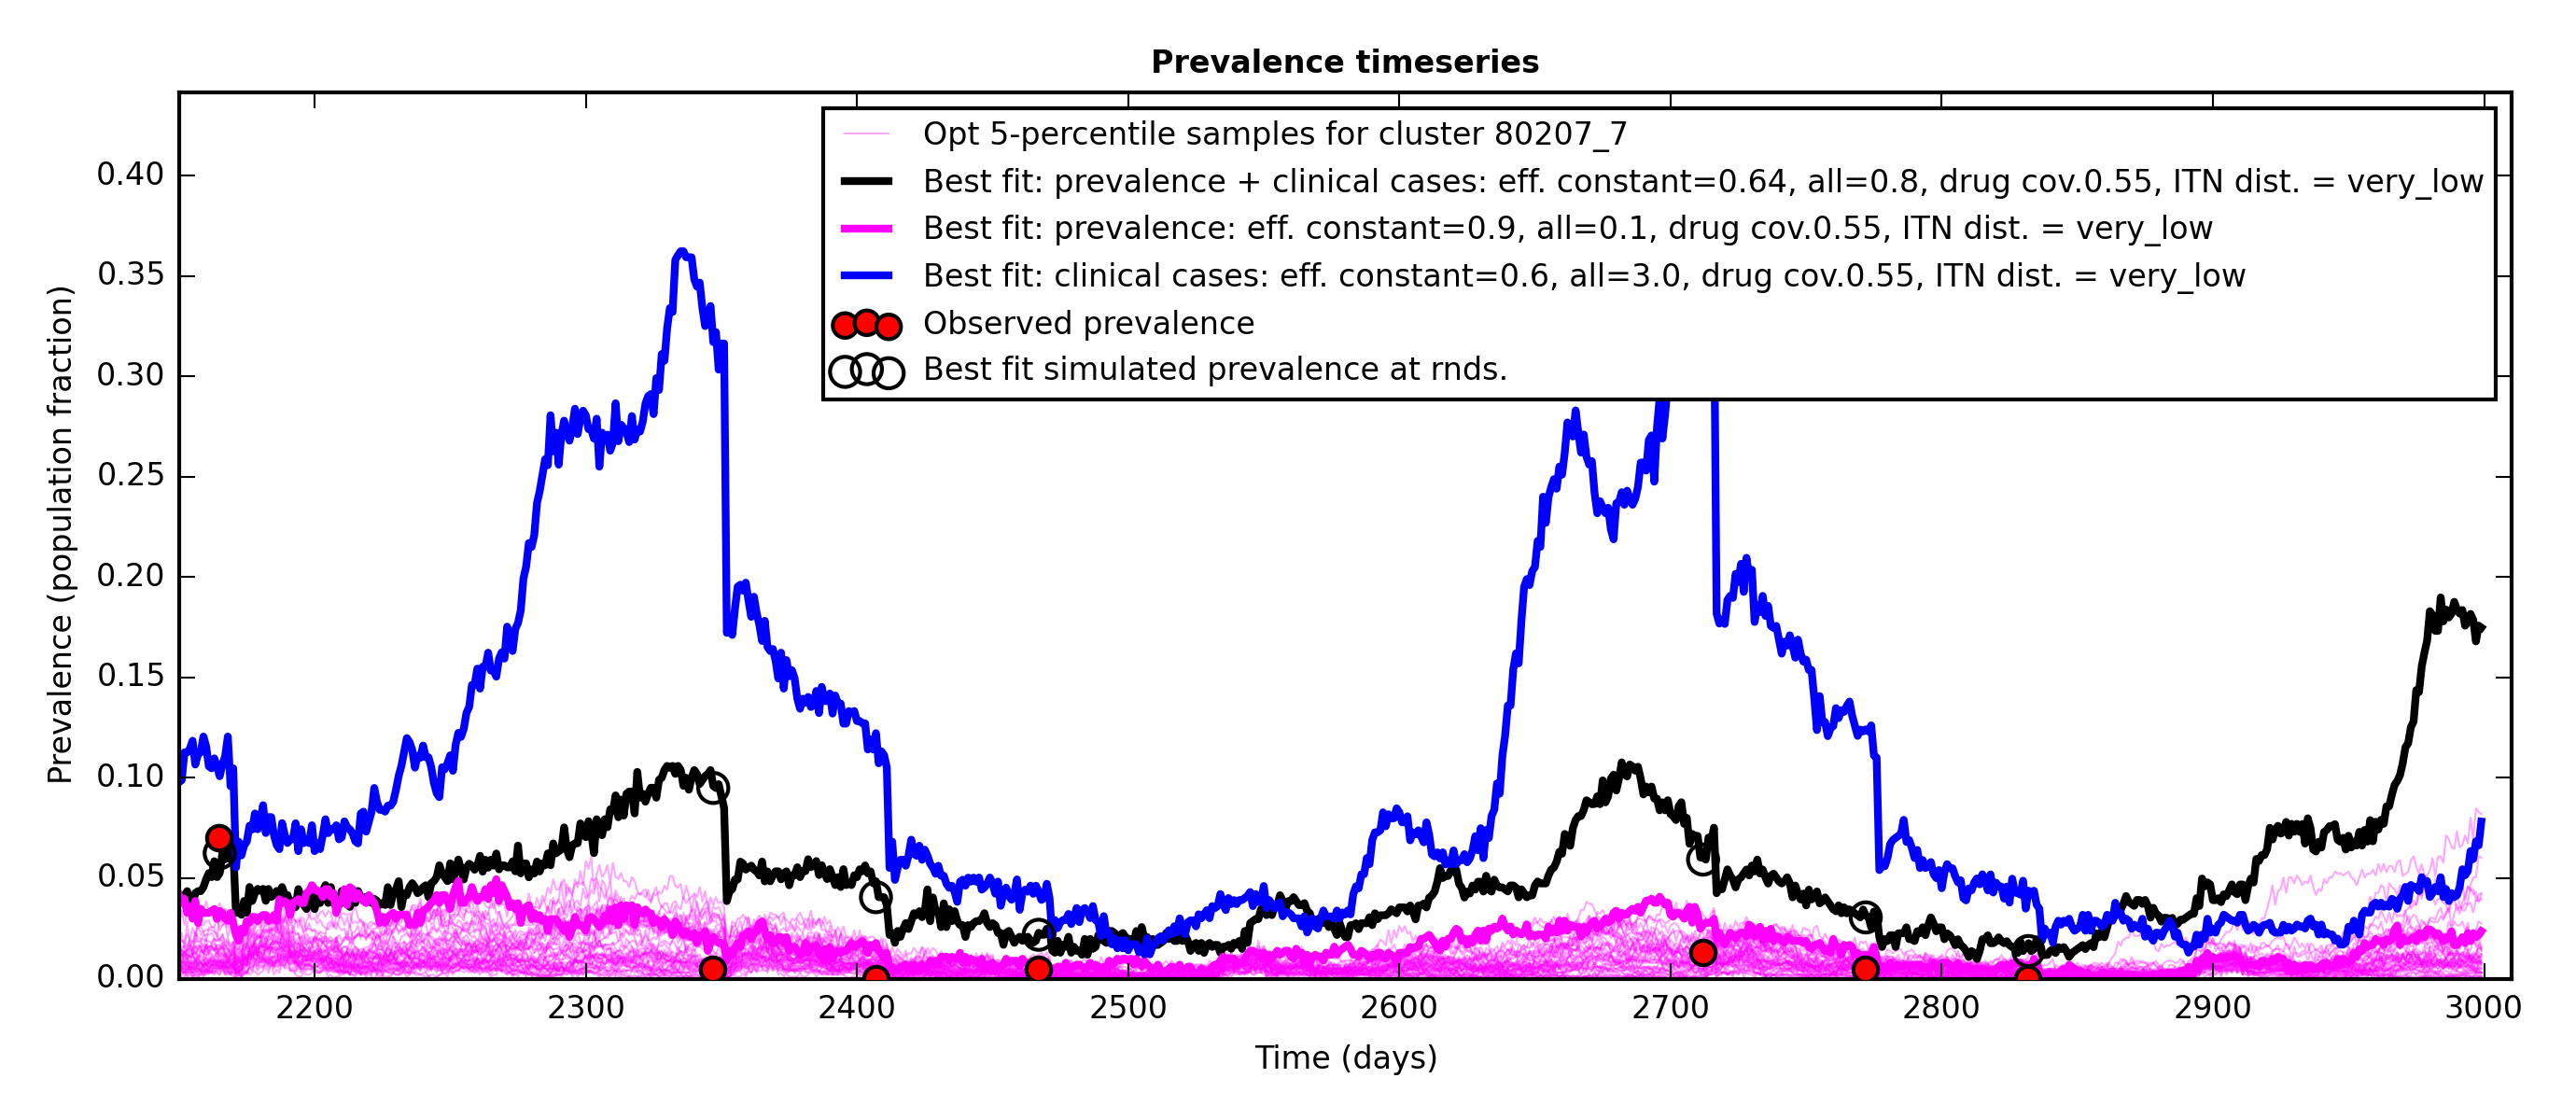 Prevalence timeseries
Opt 5-percentile samples for cluster 80207_7
Best fit: prevalence + clinical cases: eff. constant=0.64, all=0.8, drug cov.0.55, ITN dist. = very_low
Best fit: prevalence: eff. constant=0.9, all=0.1, drug cov.0.55, ITN dist. = very_low
Best fit: clinical cases: eff. constant=0.6, all=3.0, drug cov.0.55, ITN dist. = very_low
Observed prevalence
Best fit simulated prevalence at rnds.
Prevalence (population fraction)
0.40
0.35
0.30
0.25
0.20
0.15
0.10
0.05
0.00
2200 2300 2400 2500 2600 2700 2800 2900 3000
Time (days)